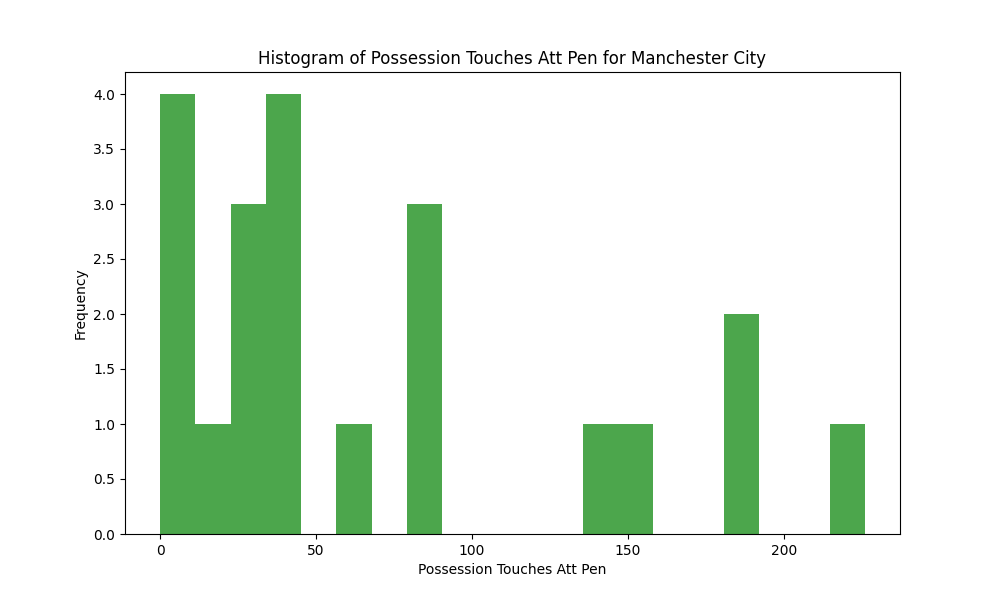 Histogram of Possession Touches Att Pen for Manchester City
4.0
3.5
3.0
2.5
2.0
1.5
1.0
0.5
0.0
Frequency
0 50 100 150 200
Possession Touches Att Pen